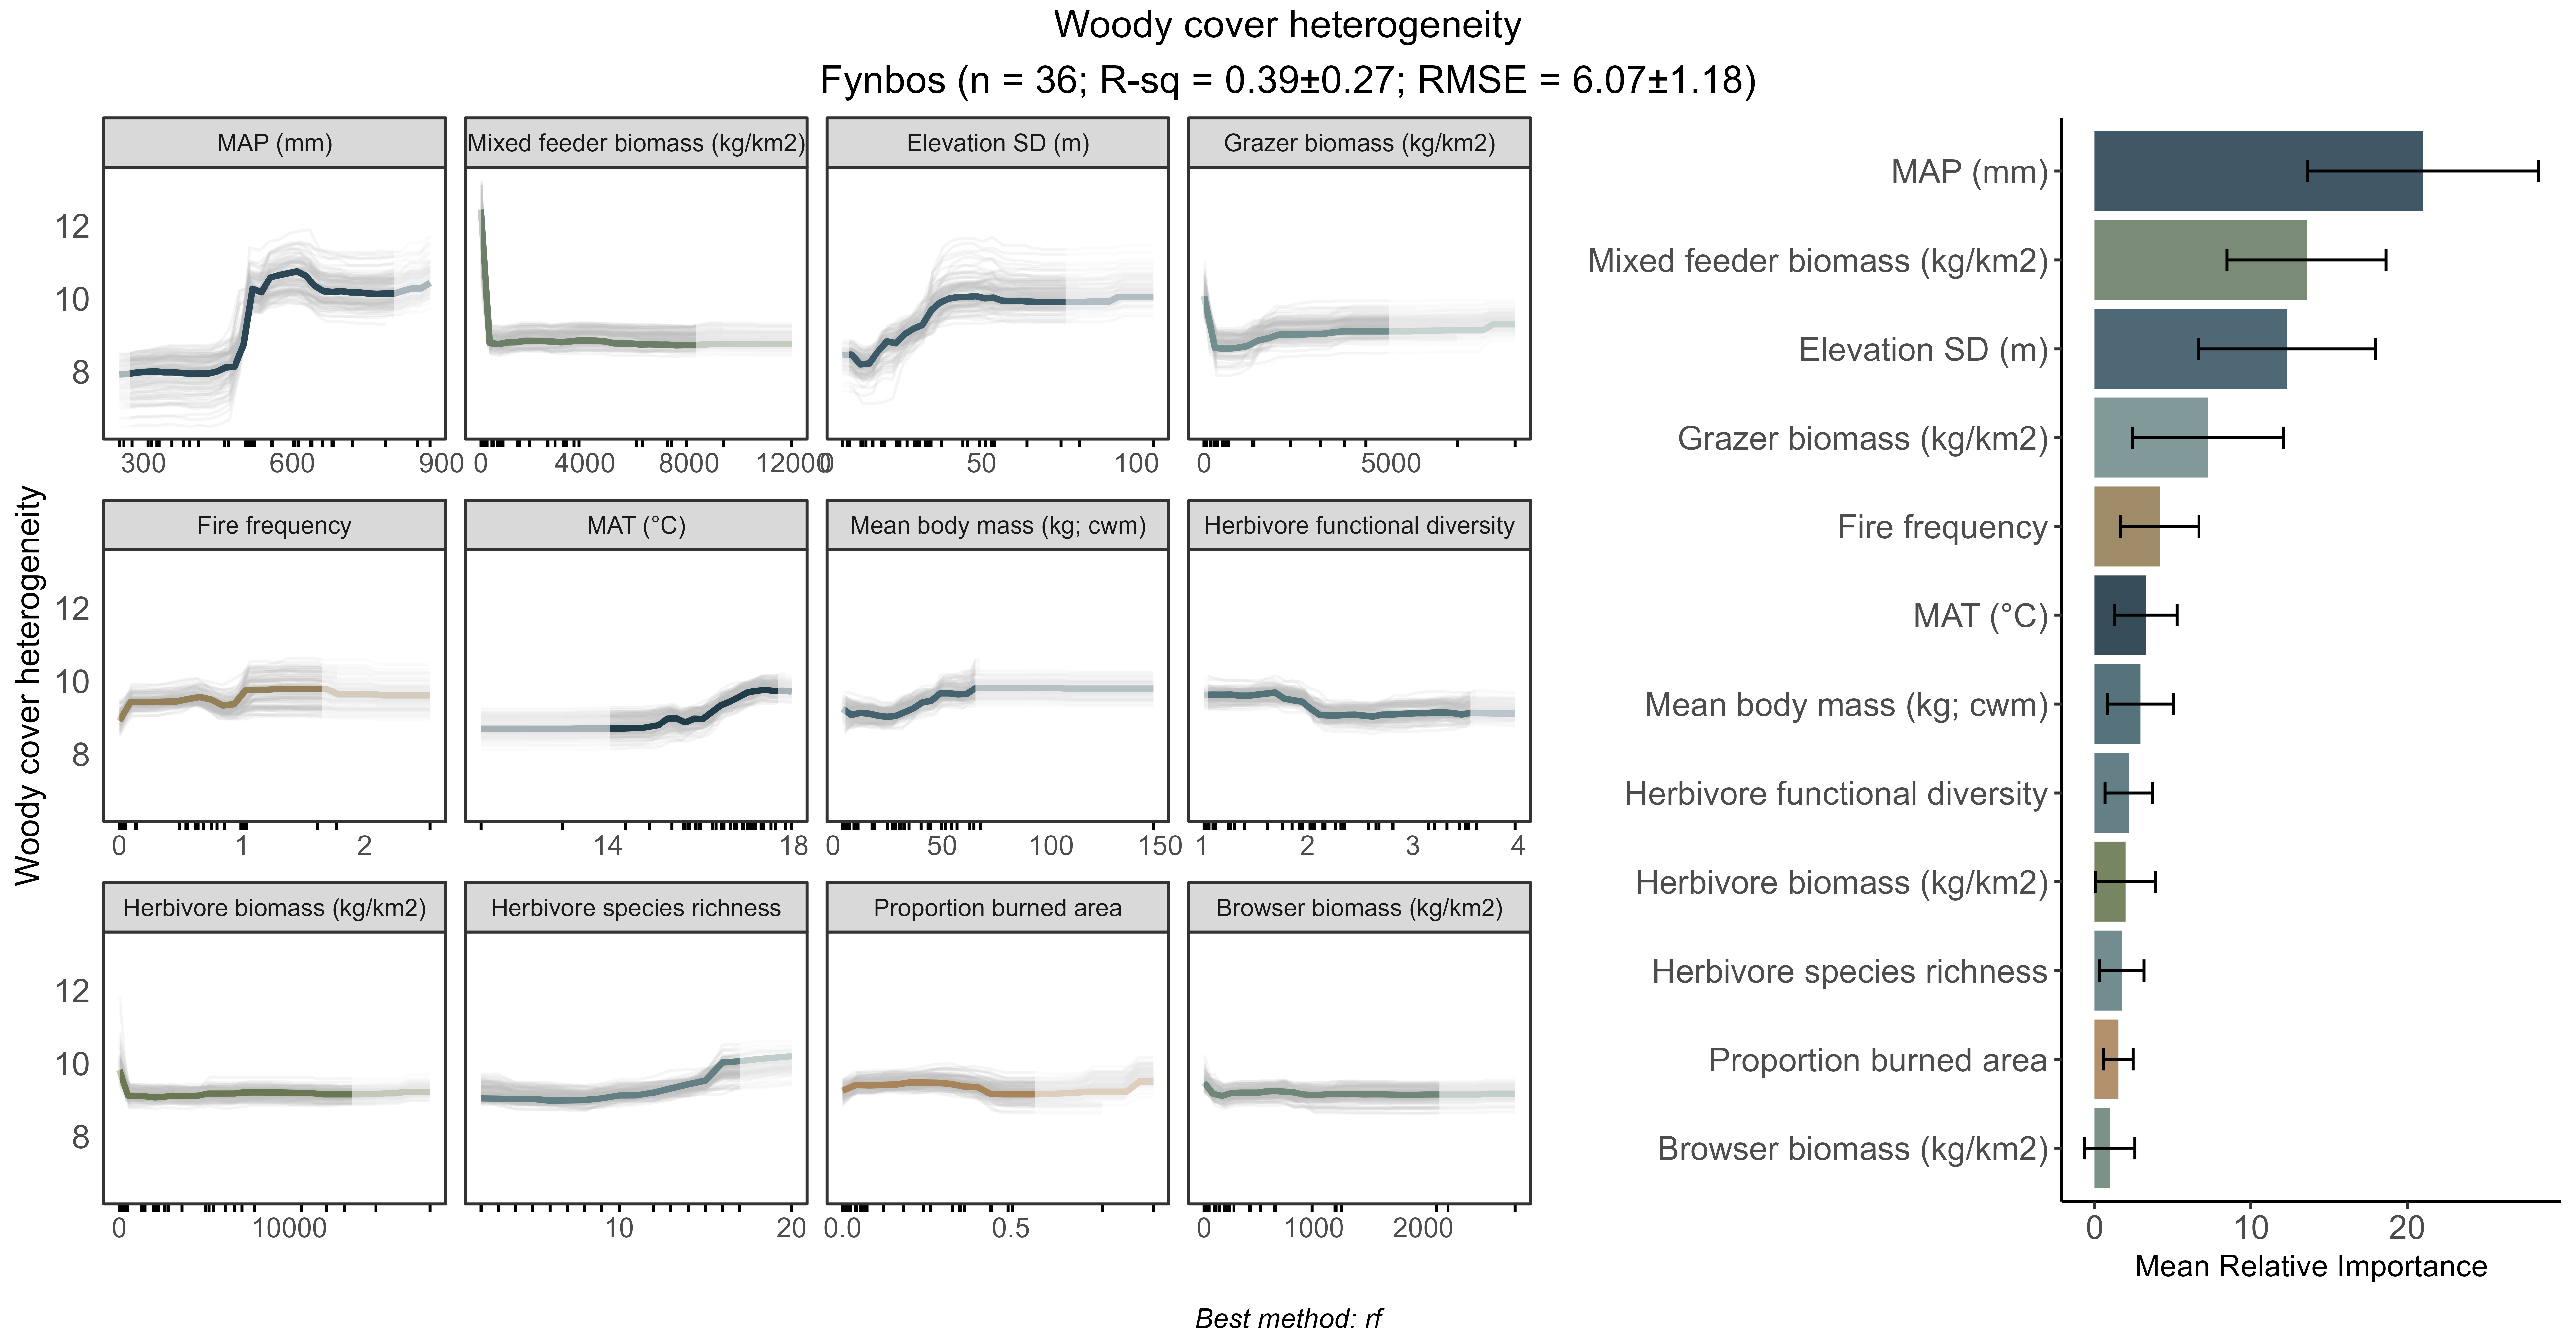 Woody cover heterogeneity
Fynbos (n = 36; R-sq = 0.39±0.27; RMSE = 6.07±1.18)
Woody cover heterogeneity
MAP (mm)
Mixed feeder biomass (kg/km2)
Elevation SD (m)
Grazer biomass (kg/km2)
12
10
8
300 600 900
0 4000 8000 12000
0 50 100
0 5000
Fire frequency
MAT (°C)
Mean body mass (kg; cwm)
Herbivore functional diversity
12
10
8
0 1 2
14 18
0 50 100 150
1 2 3 4
Herbivore biomass (kg/km2)
Herbivore species richness
Proportion burned area
Browser biomass (kg/km2)
12
10
8
0 10000
10 20
0.0 0.5
0 1000 2000
MAP (mm)
Mixed feeder biomass (kg/km2)
Elevation SD (m)
Grazer biomass (kg/km2)
Fire frequency
MAT (°C)
Mean body mass (kg; cwm)
Herbivore functional diversity
Herbivore biomass (kg/km2)
Herbivore species richness
Proportion burned area
Browser biomass (kg/km2)
0 10 20
Mean Relative Importance
Best method: rf